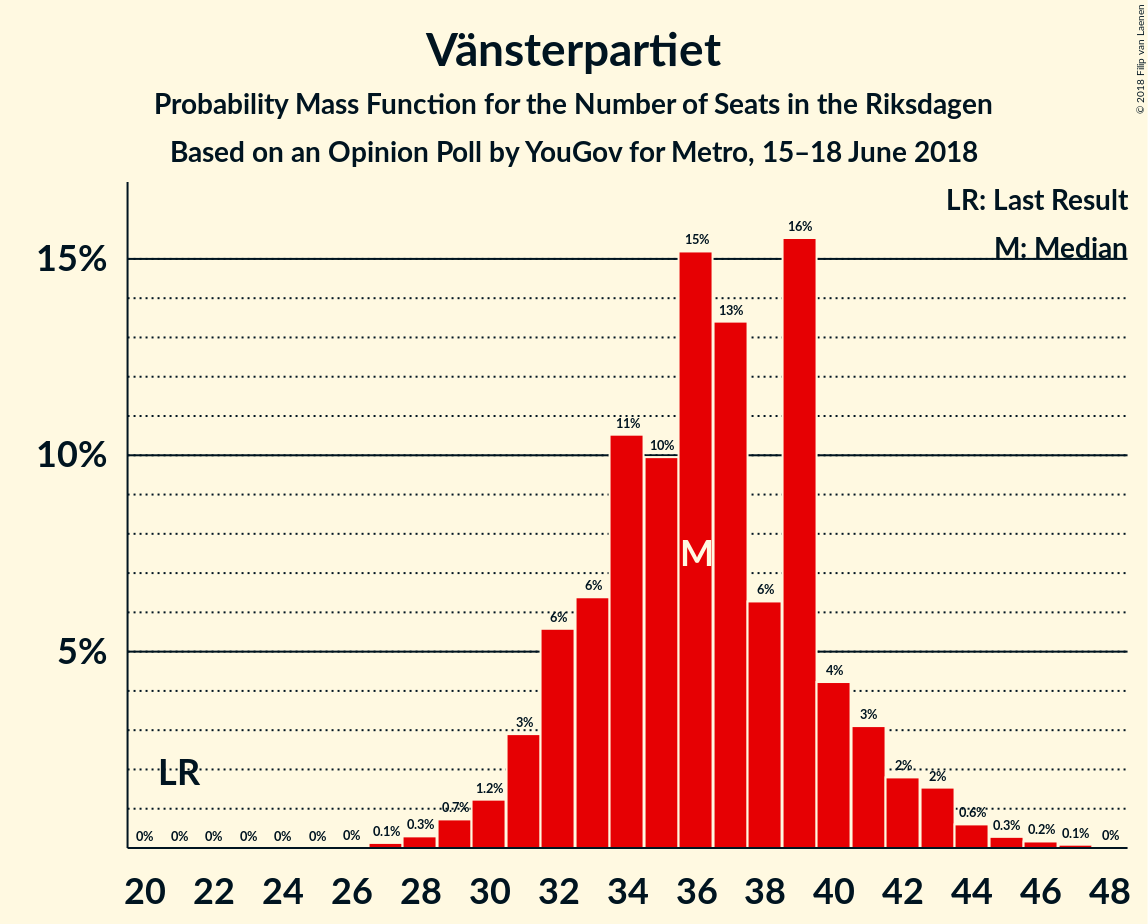 Vänsterpartiet
Probability Mass Function for the Number of Seats in the Riksdagen
Based on an Opinion Poll by YouGov for Metro, 15–18 June 2018
© 2018 Filip van Laenen
LR: Last Result
M: Median
15%
10%
5%
0% 0% 0% 0% 0% 0% 0% 0.1% 0.3% 0.7% 1.2% 3% 6% 6% 11% 10% 15% 13% 6% 16% 4% 3% 2% 2% 0.6% 0.3% 0.2% 0.1% 0%
LR
M
20 22 24 26 28 30 32 34 36 38 40 42 44 46 48